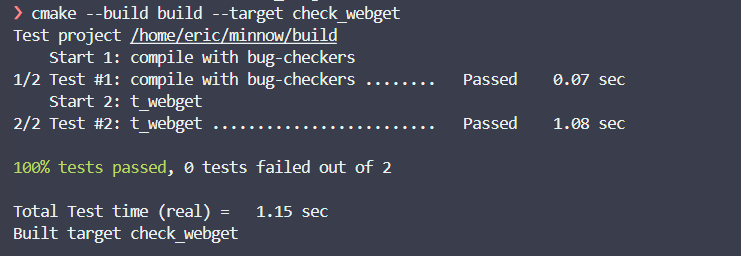 ❯ cmake --build build --target check_webget
Test project /home/eric/minnow/build
    Start 1: compile with bug-checkers
1/2 Test #1: compile with bug-checkers ........   Passed    0.07 sec
    Start 2: t_webget
2/2 Test #2: t_webget .........................   Passed    1.08 sec
100% tests passed, 0 tests failed out of 2
Total Test time (real) =   1.15 sec
Built target check_webget